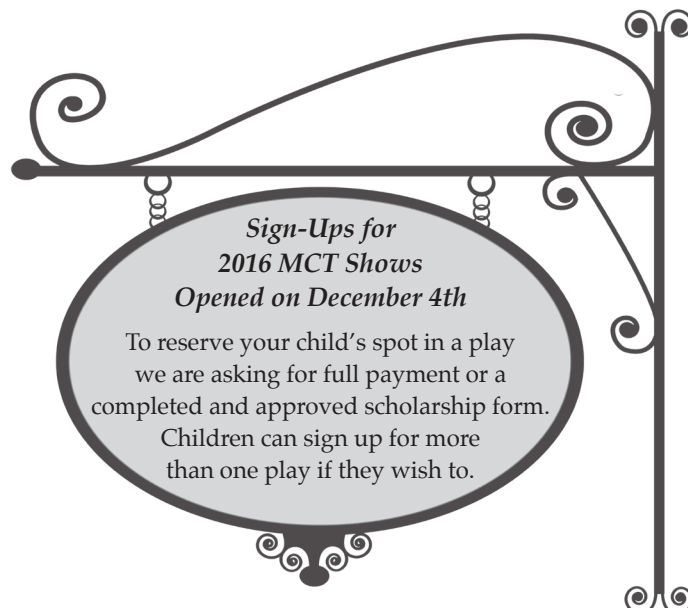 Sign-Ups for
2016 MCT Shows
Opened on December 4th
To reserve your child’s spot in a play
we are asking for full payment or a
completed and approved scholarship form.
Children can sign up for more
than one play if they wish to.